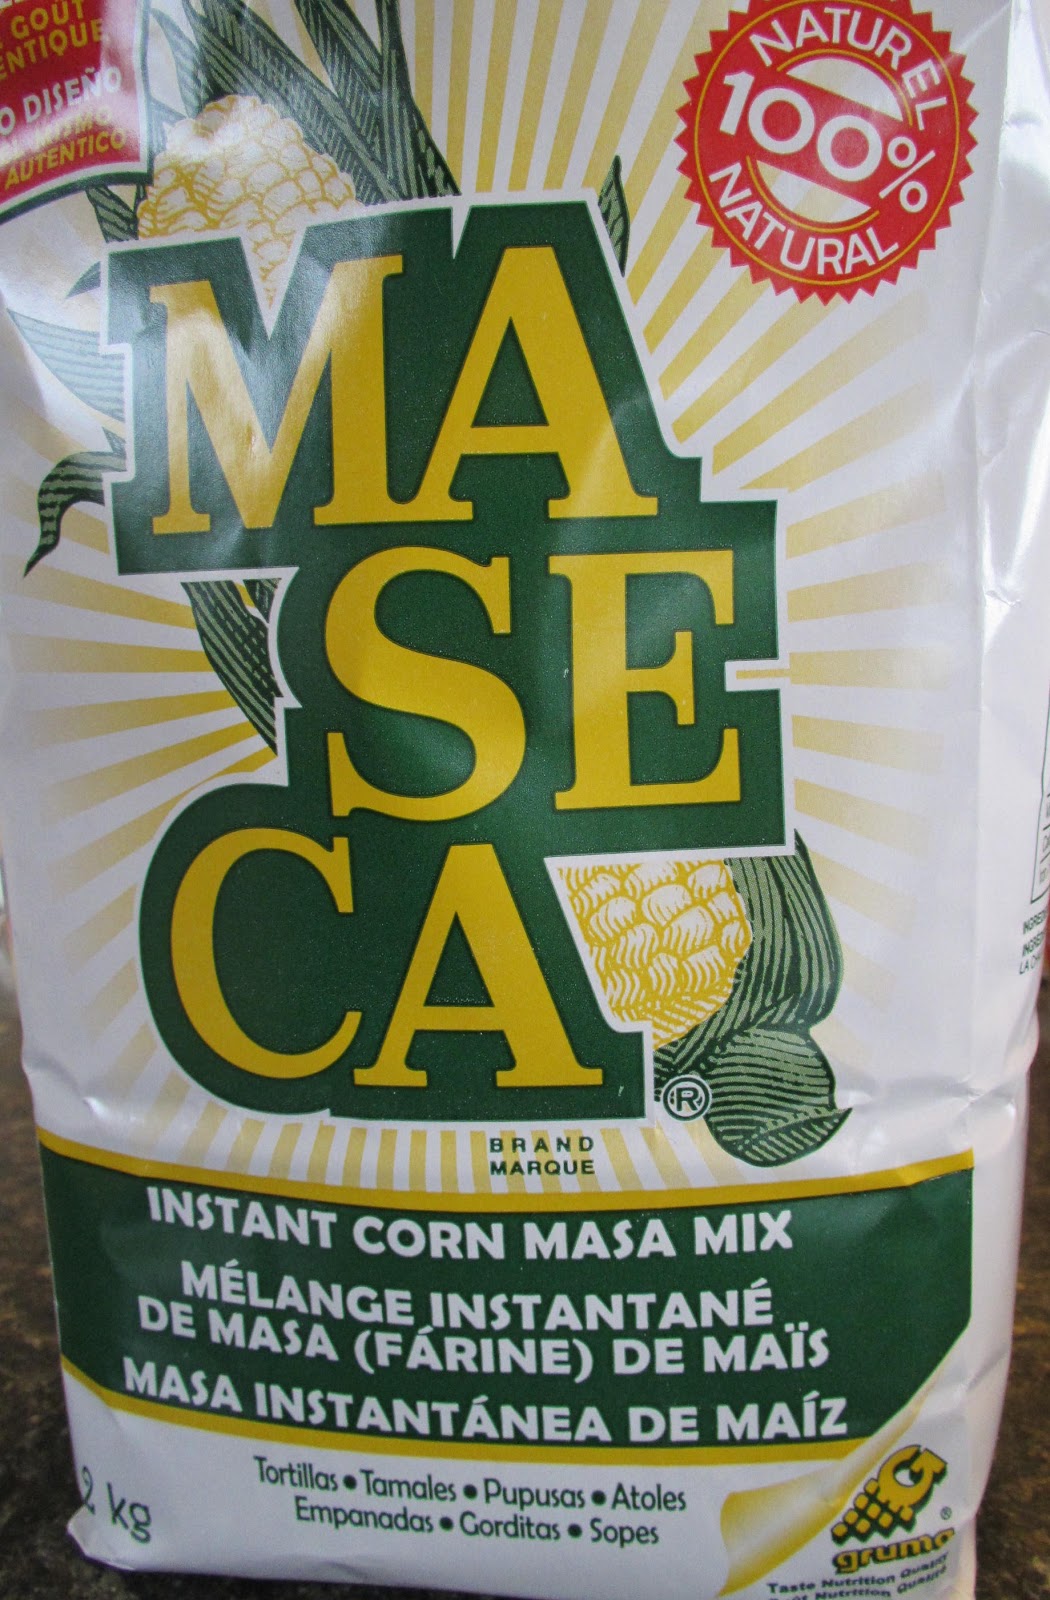 GOÛT
DISEÑO
AUTÉNTICO
NATUREL
100%
NATURAL
MA
SE
CA
®
BRAND
MARQUE
INSTANT CORN MASA MIX
MÉLANGE INSTANTANÉ
DE MASA (FÁRINE) DE MAÏS
MASA INSTANTÁNEA DE MAÍZ
2 kg
Tortillas • Tamales • Pupusas • Atoles
Empanadas • Gorditas • Sopes
G
®
gruma
Taste Nutrition Quality
Nutrition